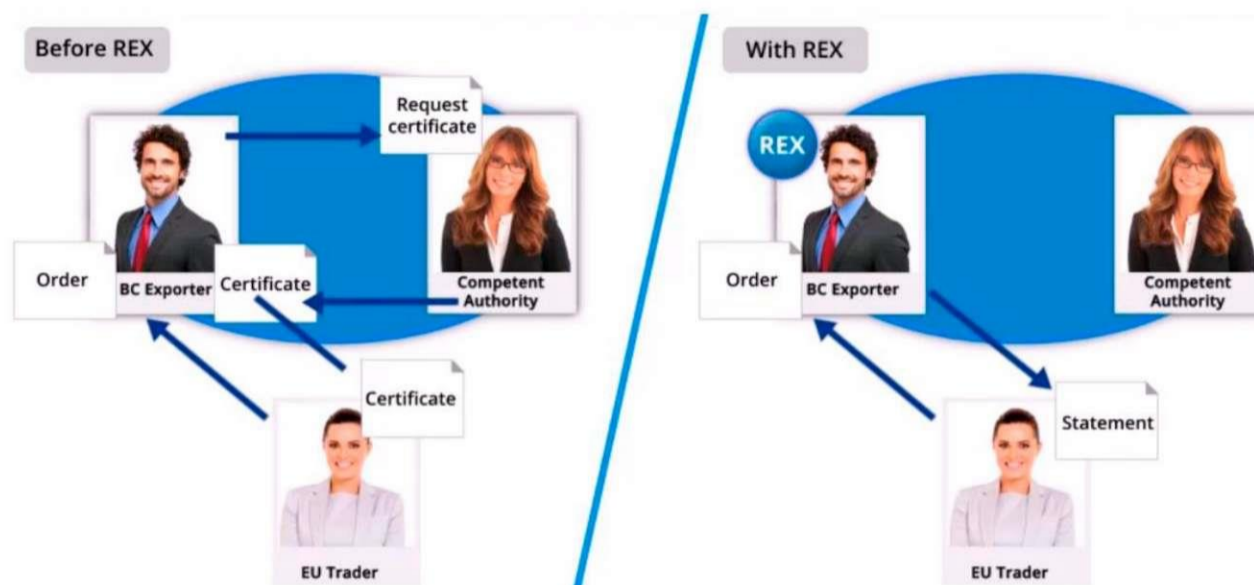 Before REX
Request
certificate
Order
BC Exporter
Certificate
Competent
Authority
Certificate
EU Trader
With REX
REX
Order
BC Exporter
Competent
Authority
Statement
EU Trader